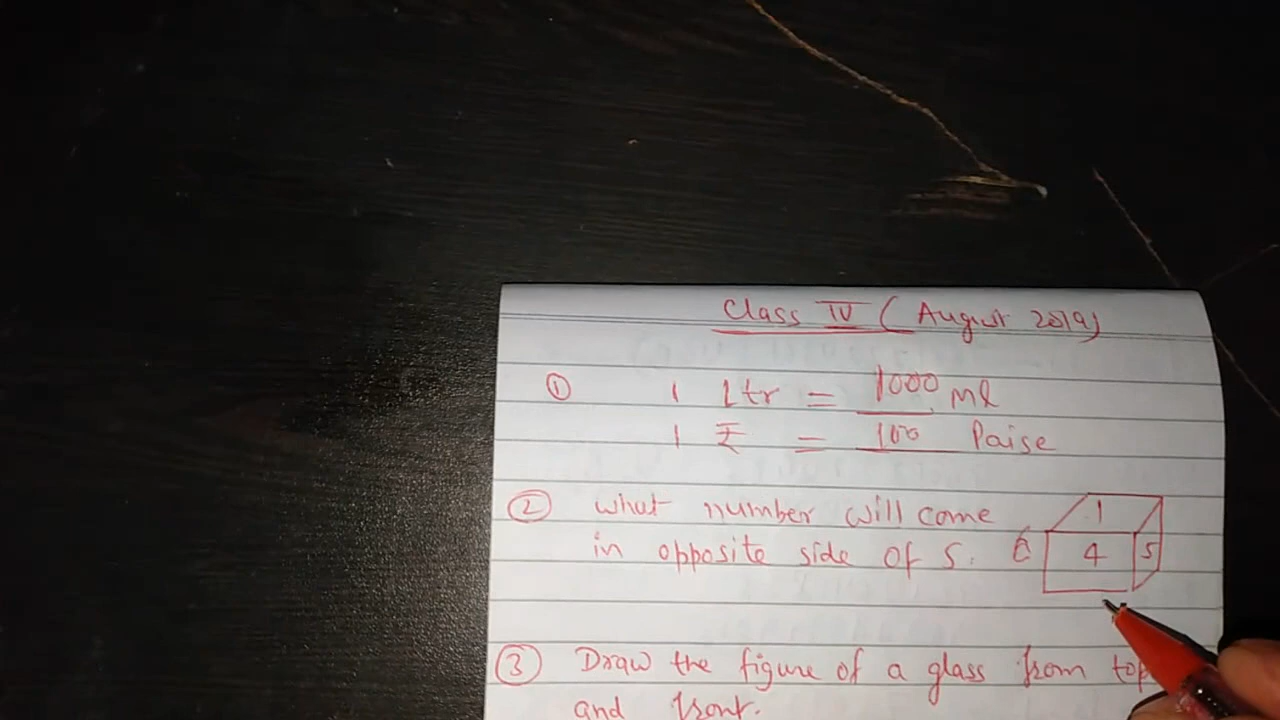 Class IV (August 2019)
① 1 Ltr = 1000 Ml
1 ₹ = 100 Paise
② what number will come
in opposite side of 5.
1
4 5
③ Draw the figure of a glass from top
and front.